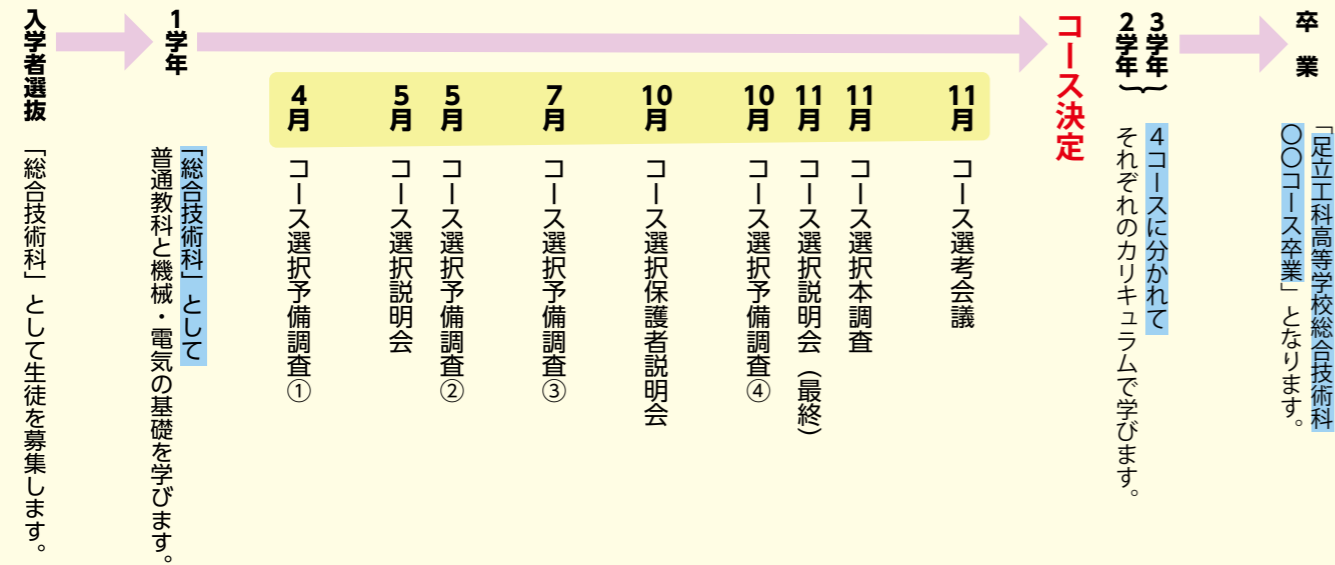 入学者選抜
「総合技術科」として生徒を募集します。
1学年
「総合技術科」として
普通教科と機械・電気の基礎を学びます。
4月
コース選択予備調査①
5月
コース選択説明会
5月
コース選択予備調査②
7月
コース選択予備調査③
10月
コース選択保護者説明会
10月
コース選択予備調査④
11月
コース選択説明会（最終）
11月
コース選択本調査
11月
コース選考会議
コース決定
3学年
2学年
4コースに分かれて
それぞれのカリキュラムで学びます。
卒業
「足立工科高等学校総合技術科
〇〇コース卒業」となります。